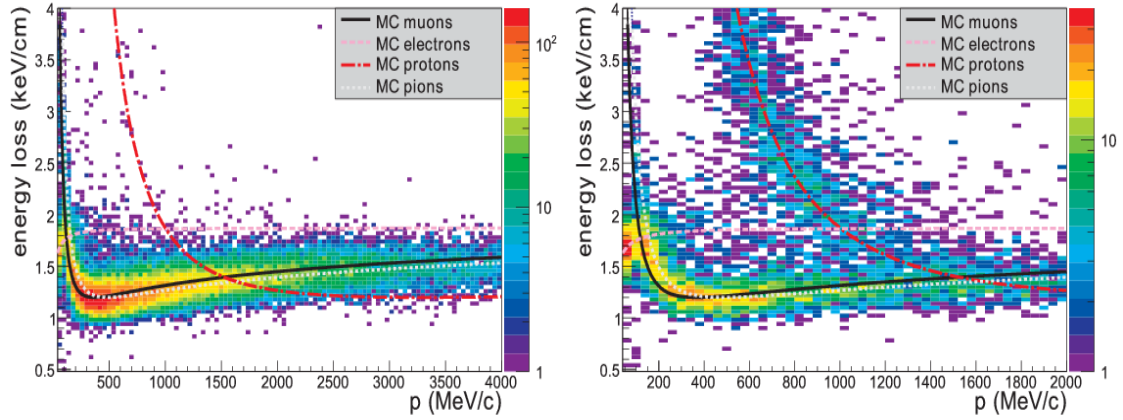 energy loss (keV/cm)
4
3.5
3
2.5
2
1.5
1
0.5
MC muons
MC electrons
MC protons
MC pions
10²
10
1
500 1000 1500 2000 2500 3000 3500 4000
p (MeV/c)
energy loss (keV/cm)
4
3.5
3
2.5
2
1.5
1
0.5
MC muons
MC electrons
MC protons
MC pions
10
1
200 400 600 800 1000 1200 1400 1600 1800 2000
p (MeV/c)